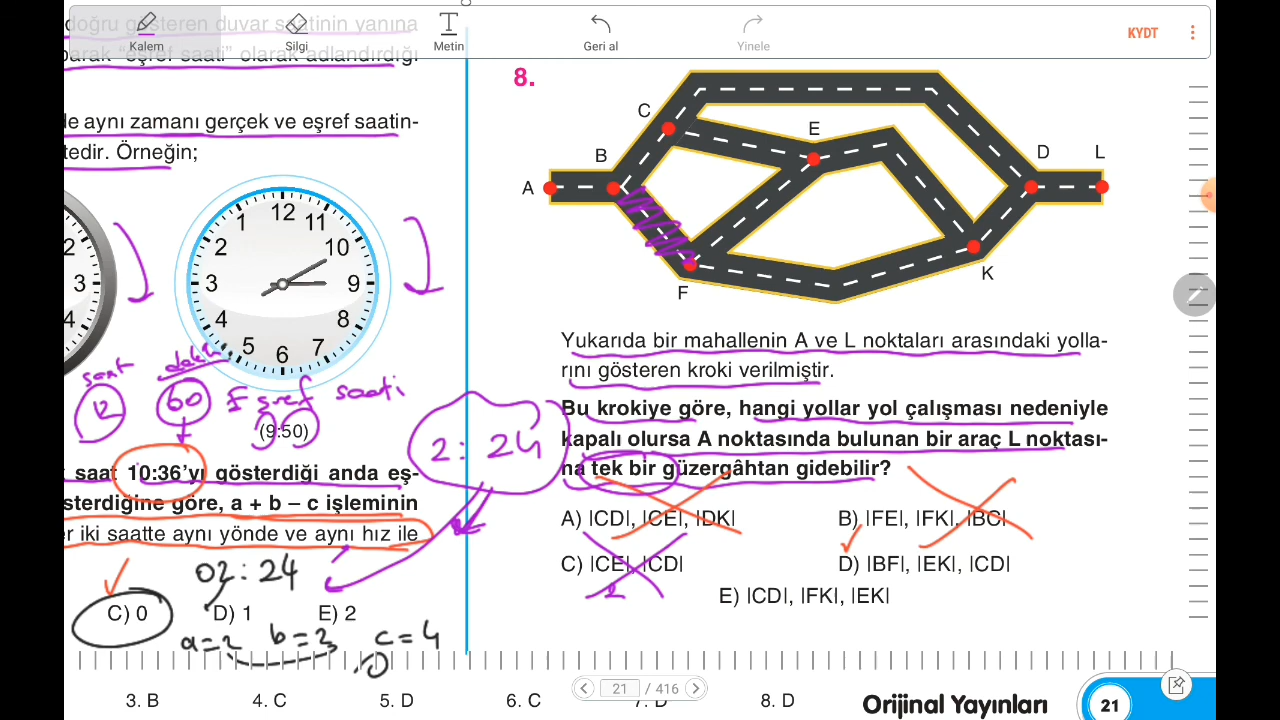 doğru gösteren duvar saatinin yanına
parak "eşref saati" olarak adlandırdığı
Kalem
Silgi
Metin
Geri al
Yinele
KYDT
de aynı zamanı gerçek ve eşref saatin-
tedir. Örneğin;
2
3
4
12
11
10
9
8
7
6
5
4
3
2
1
saat
12
60
Eşref saati
(9:50)
2:24
saat 10:36'yı gösterdiği anda eş-
sterdiğine göre, a + b – c işleminin
er iki saatte aynı yönde ve aynı hız ile
02:24
C) 0 D) 1 E) 2
a=2 b=2 c=4
0
8.
A
B
C
E
D
L
F
K
Yukarıda bir mahallenin A ve L noktaları arasındaki yolla-
rını gösteren kroki verilmiştir.
Bu krokiye göre, hangi yollar yol çalışması nedeniyle
kapalı olursa A noktasında bulunan bir araç L noktası-
na tek bir güzergâhtan gidebilir?
A) |CD|, |CE|, |DK| B) |FE|, |FK|, |BC|
C) |CE|, |CD| D) |BF|, |EK|, |CD|
E) |CD|, |FK|, |EK|
3. B 4. C 5. D 6. C 7. D 8. D
21 / 416
Orijinal Yayınları
21